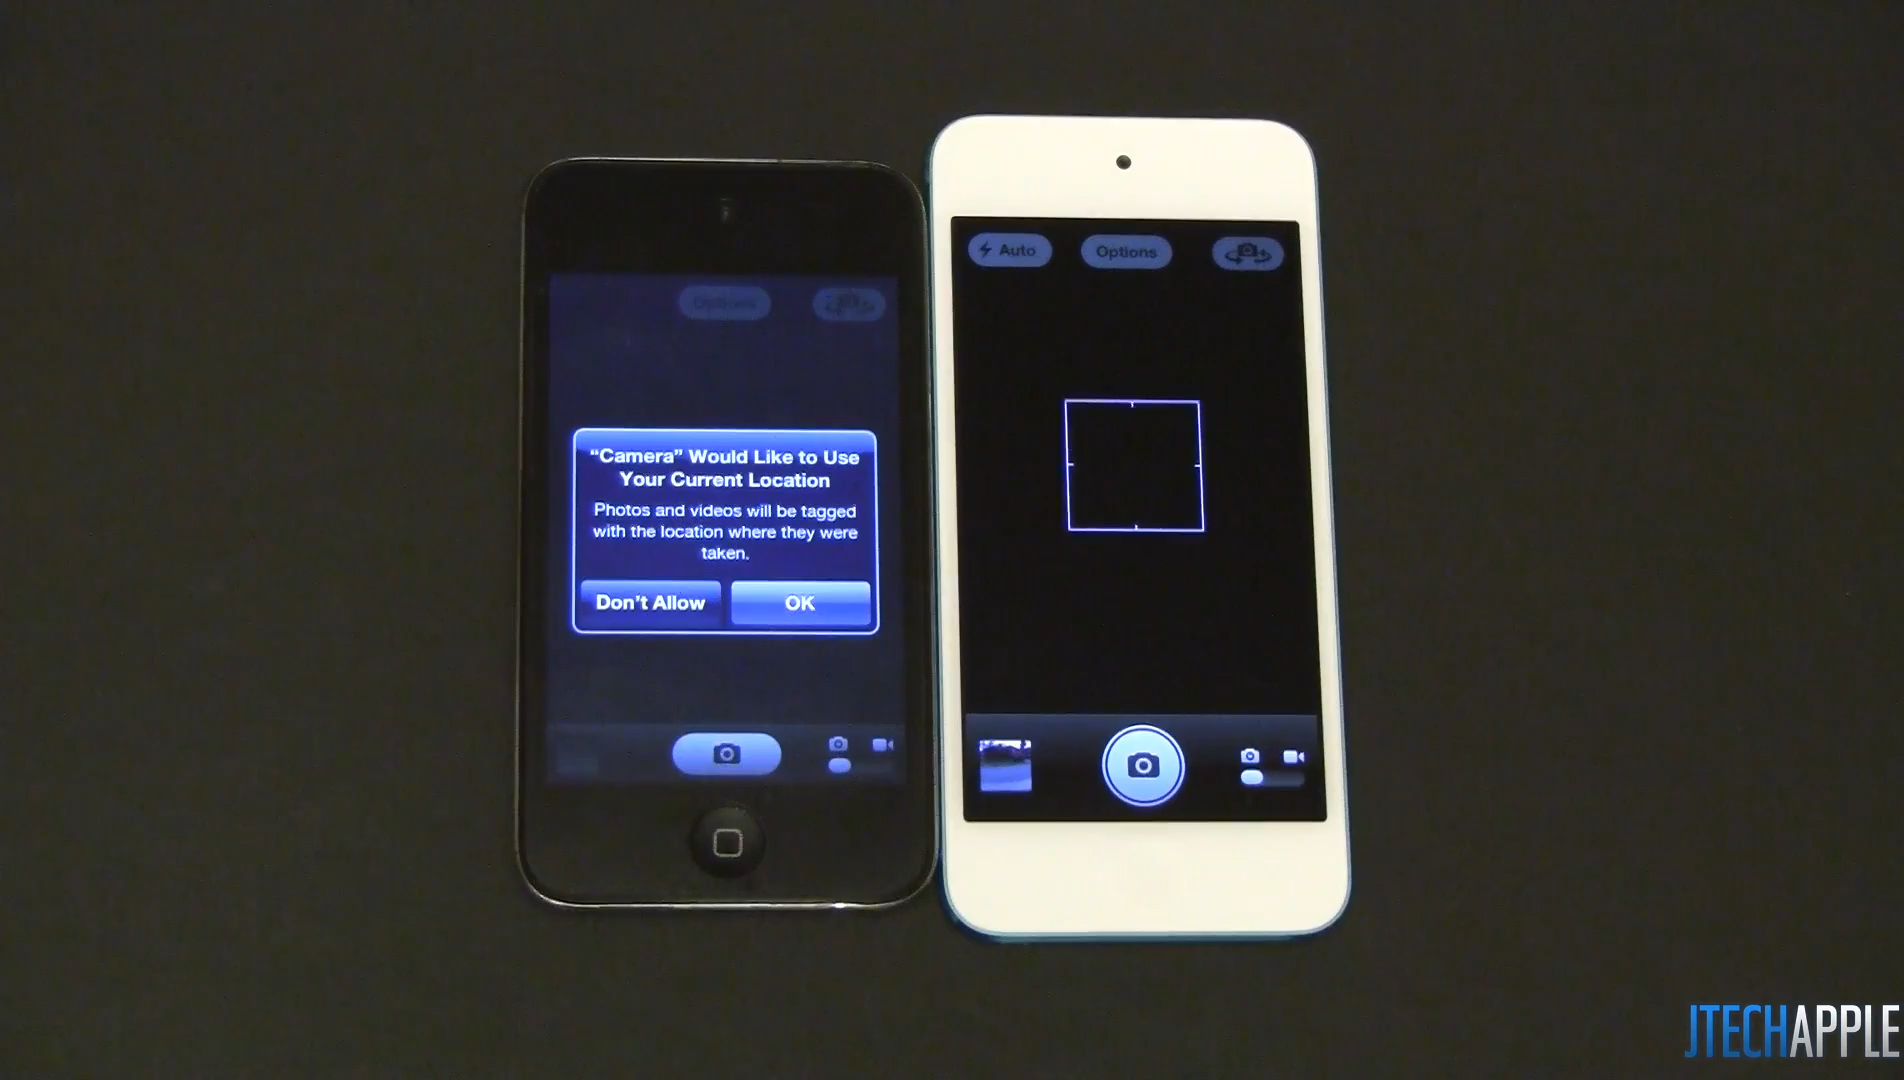 Options
“Camera” Would Like to Use
Your Current Location
Photos and videos will be tagged
with the location where they were
taken.
Don’t Allow
OK
Auto
Options
JTECHAPPLE